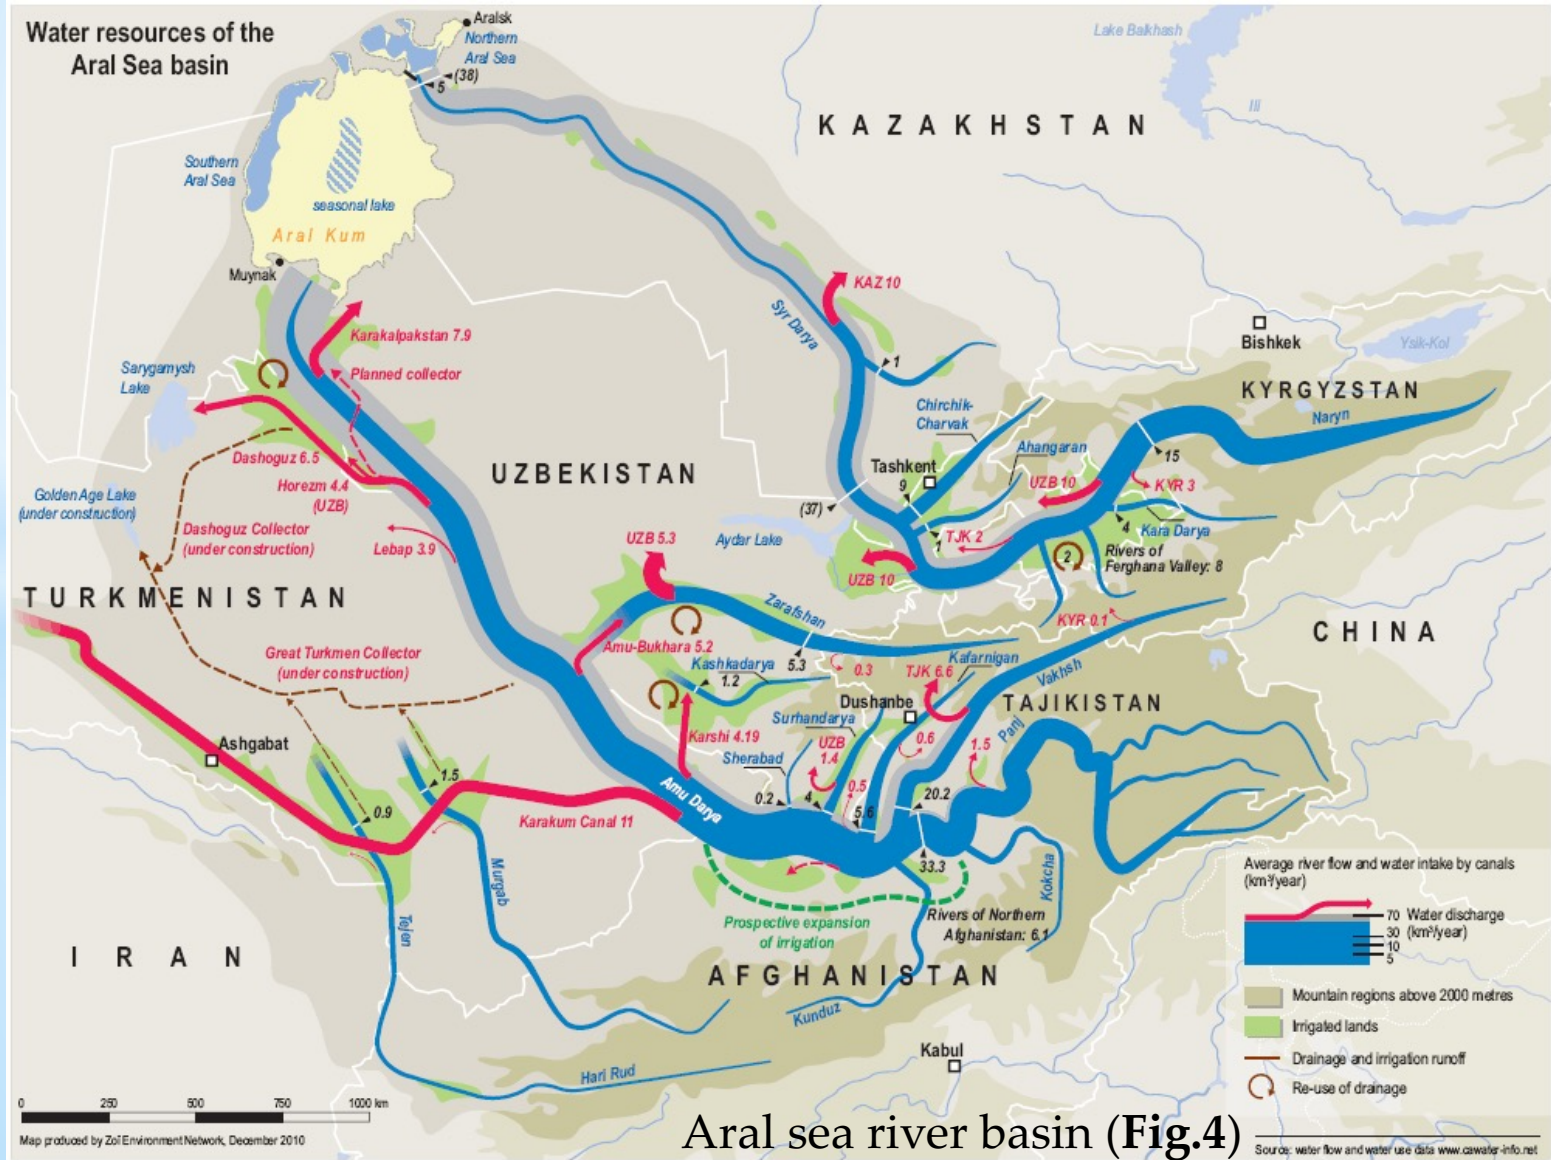 Water resources of the
Aral Sea basin
Aralsk
Northern
Aral Sea
(38)
5
Lake Balkhash
Ili
KAZAKHSTAN
Southern
Aral Sea
seasonal lake
Aral Kum
Muynak
KAZ 10
Syr Darya
Karakalpakstan 7.9
Planned collector
Sarygamysh
Lake
1
Bishkek
Ysik-Kol
KYRGYZSTAN
Naryn
Chirchik-
Charvak
Ahangaran
Tashkent
9
15
UZB 10
KYR 3
Dashoguz 6.5
Horezm 4.4
(UZB)
UZBEKISTAN
Golden Age Lake
(under construction)
(37)
4
Kara Darya
Dashoguz Collector
(under construction)
Lebap 3.9
UZB 5.3
Aydar Lake
1
TJK 2
2
Rivers of
Ferghana Valley: 8
UZB 10
TURKMENISTAN
Zarafshan
KYR 0.1
CHINA
Great Turkmen Collector
(under construction)
Amu-Bukhara 5.2
5.3
0.3
Kafarnigan
Kashkadarya
1.2
TJK 6.6
Vakhsh
Dushanbe
TAJIKISTAN
Surhandarya
Panj
Ashgabat
Karshi 4.19
Sherabad
UZB
1.4
0.6
1.5
1.5
0.2
4
0.5
20.2
0.9
Amu Darya
5.6
Karakum Canal 11
33.3
Murgab
Kokcha
Tejen
Prospective expansion
of irrigation
Rivers of Northern
Afghanistan: 6.1
IRAN
AFGHANISTAN
Kunduz
Kabul
Hari Rud
Average river flow and water intake by canals
(km³/year)
70 Water discharge
30 (km³/year)
10
5
Mountain regions above 2000 metres
Irrigated lands
Drainage and irrigation runoff
Re-use of drainage
0 250 500 750 1000 km
Map produced by Zoï Environment Network, December 2010
Aral sea river basin (Fig.4)
Source: water flow and water use data www.cawater-info.net